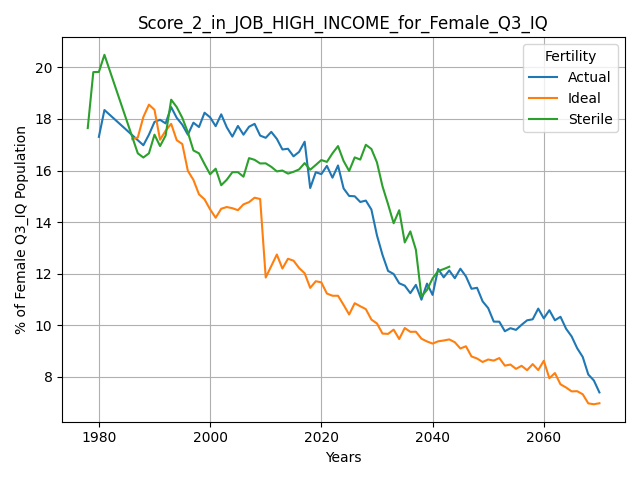 Score_2_in_JOB_HIGH_INCOME_for_Female_Q3_IQ
% of Female Q3_IQ Population
20
18
16
14
12
10
8
Fertility
Actual
Ideal
Sterile
1980
2000
2020
2040
2060
Years